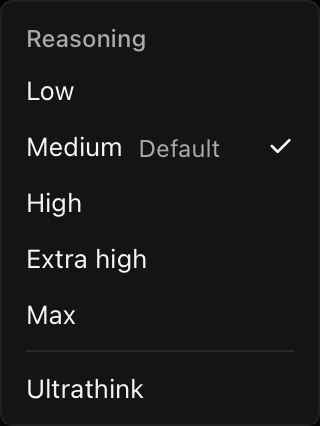 Reasoning
Low
Medium Default
High
Extra high
Max
Ultrathink